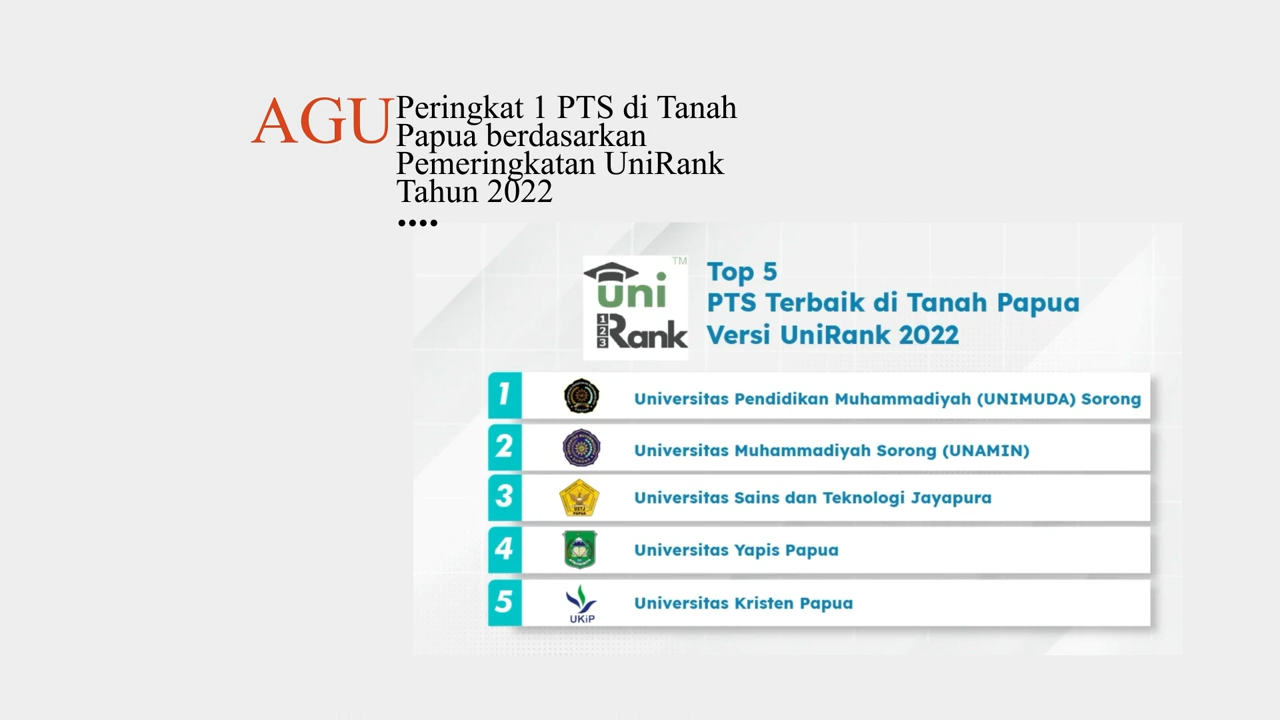 AGU
Peringkat 1 PTS di Tanah
Papua berdasarkan
Pemeringkatan UniRank
Tahun 2022
••••
uni
TM
123
Rank
Top 5
PTS Terbaik di Tanah Papua
Versi UniRank 2022
1 Universitas Pendidikan Muhammadiyah (UNIMUDA) Sorong
2 Universitas Muhammadiyah Sorong (UNAMIN)
3 Universitas Sains dan Teknologi Jayapura
4 Universitas Yapis Papua
5 UKiP Universitas Kristen Papua